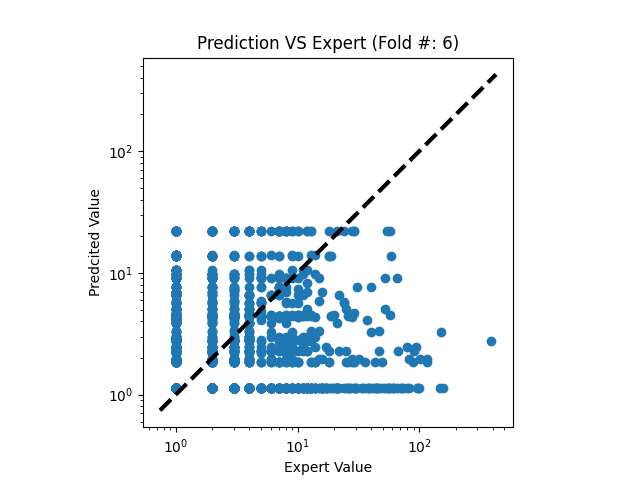 Prediction VS Expert (Fold #: 6)
Predcited Value
10²
10¹
10⁰
10⁰ 10¹ 10²
Expert Value